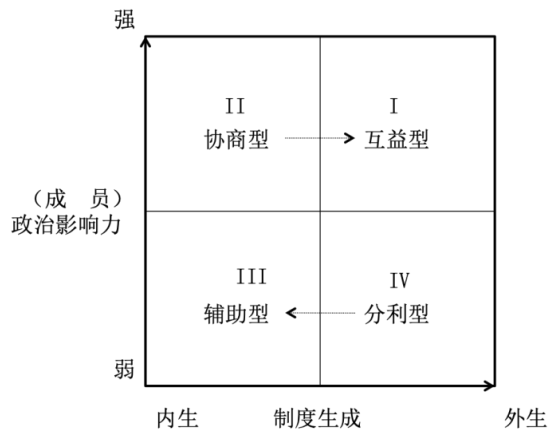 强
II I
协商型 互益型
（成 员）
政治影响力
III IV
辅助型 分利型
弱
内生 制度生成 外生